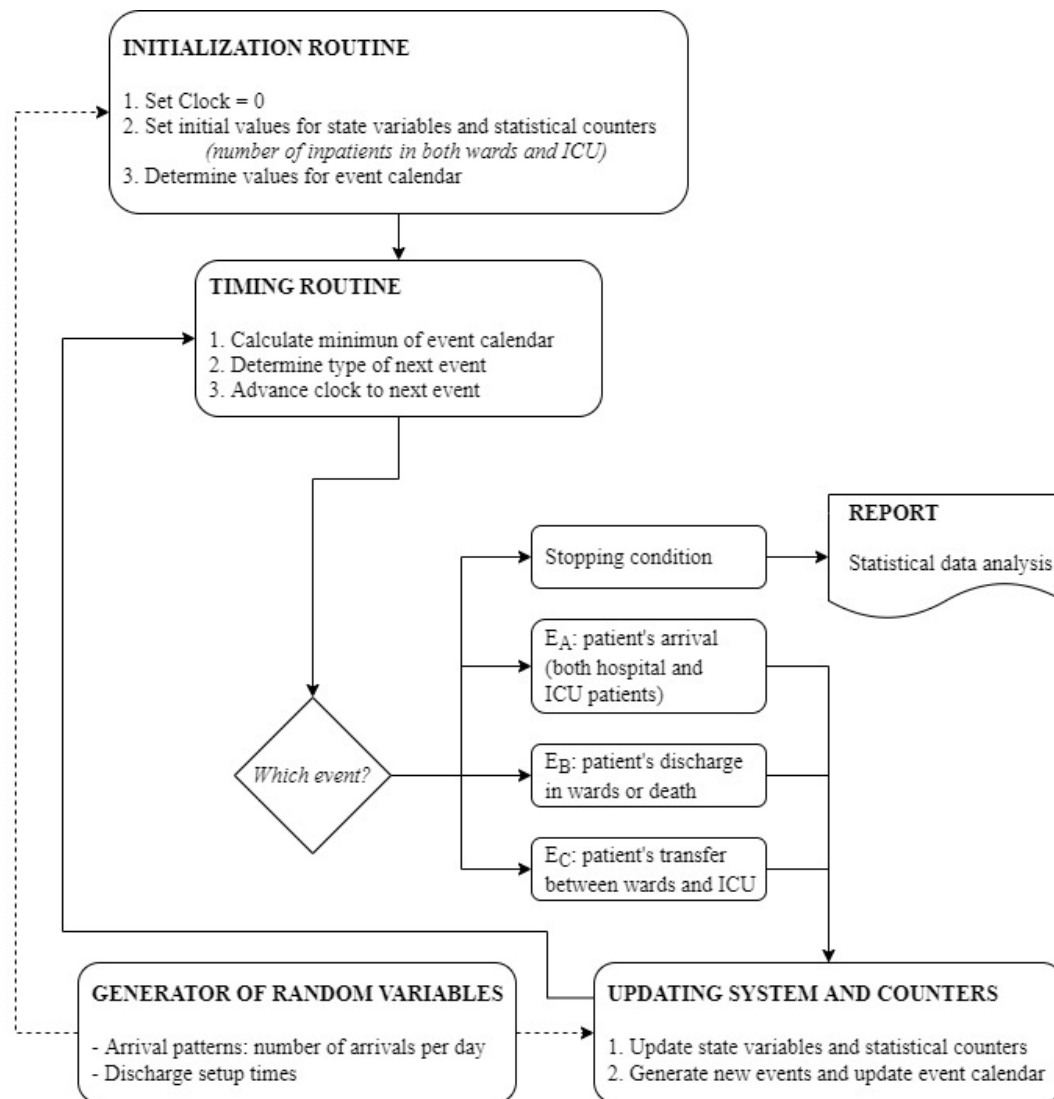 INITIALIZATION ROUTINE
1. Set Clock = 0
2. Set initial values for state variables and statistical counters
(number of inpatients in both wards and ICU)
3. Determine values for event calendar
TIMING ROUTINE
1. Calculate minimun of event calendar
2. Determine type of next event
3. Advance clock to next event
Which event?
Stopping condition
REPORT
Statistical data analysis
EA: patient's arrival
(both hospital and
ICU patients)
EB: patient's discharge
in wards or death
EC: patient's transfer
between wards and ICU
GENERATOR OF RANDOM VARIABLES
- Arrival patterns: number of arrivals per day
- Discharge setup times
UPDATING SYSTEM AND COUNTERS
1. Update state variables and statistical counters
2. Generate new events and update event calendar